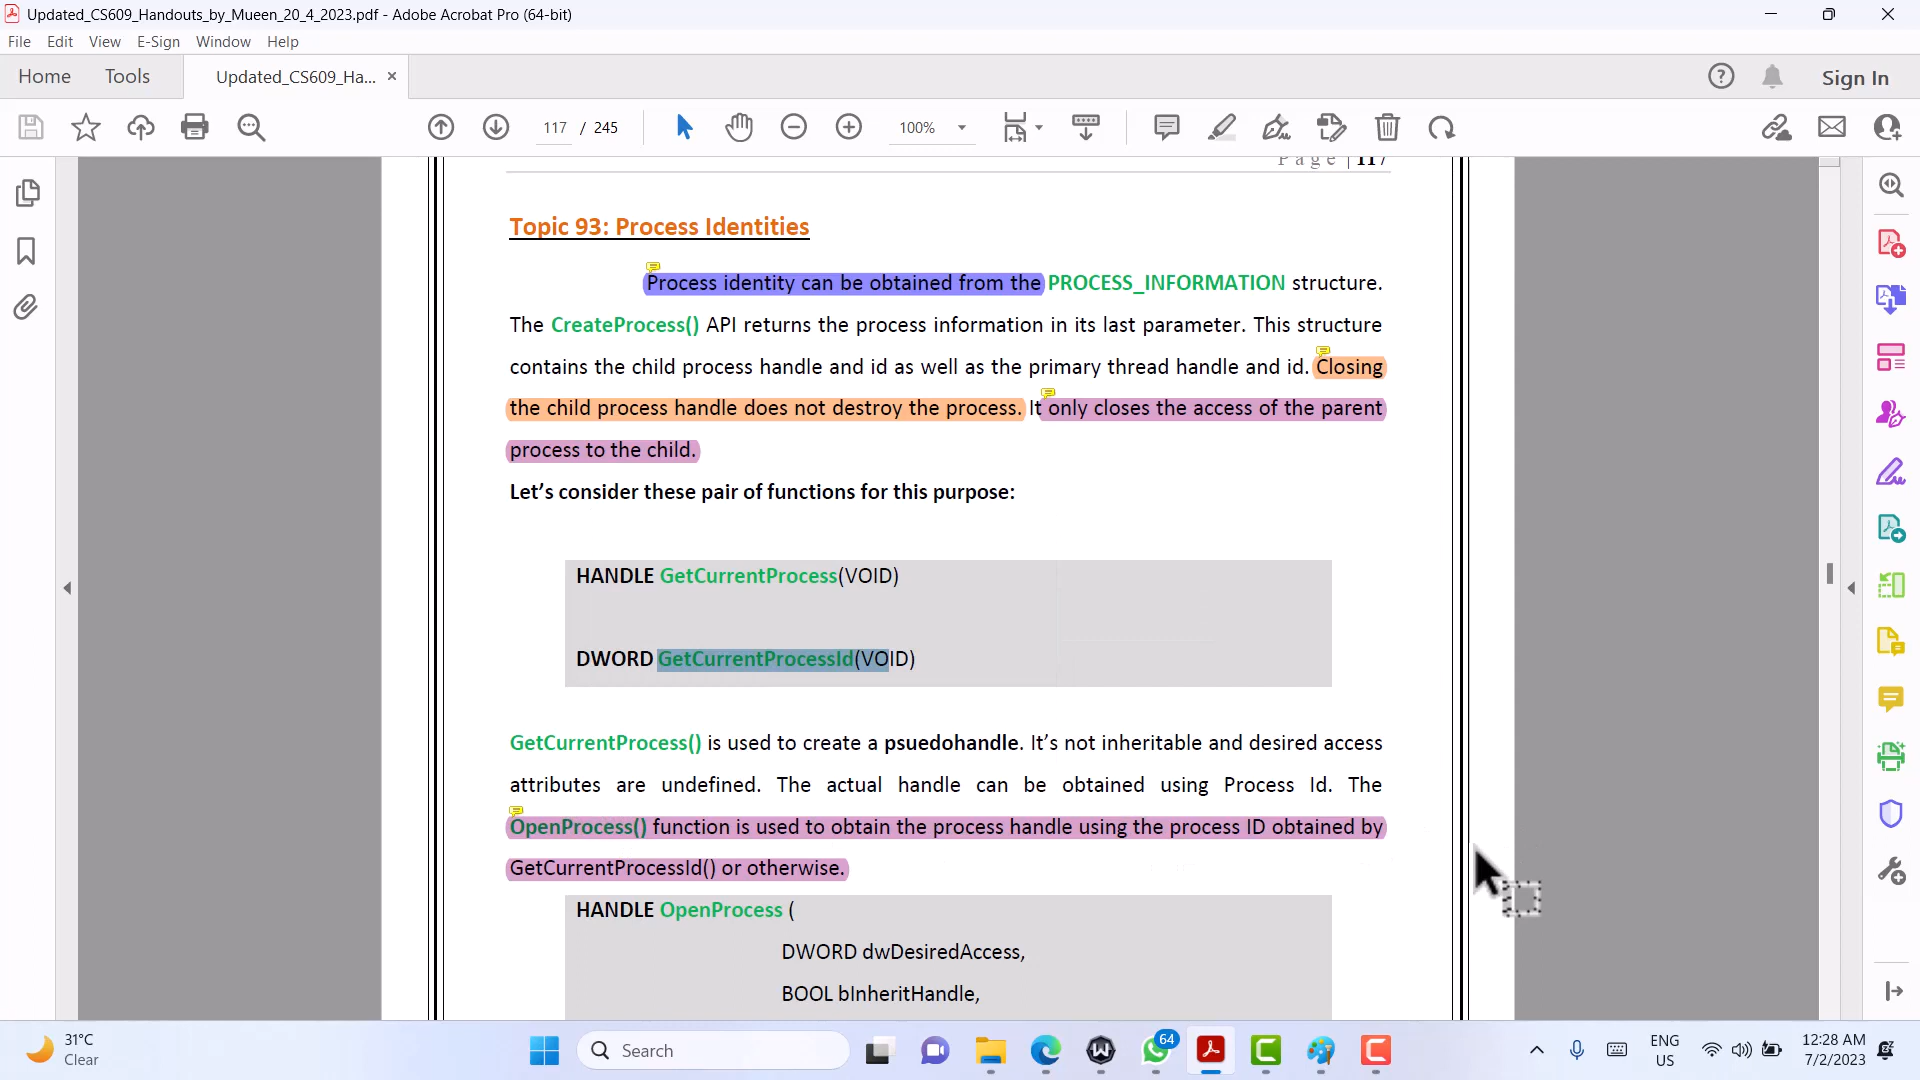 Updated_CS609_Handouts_by_Mueen_20_4_2023.pdf - Adobe Acrobat Pro (64-bit)
File Edit View E-Sign Window Help
Home Tools Updated_CS609_Ha... × Sign In
117 / 245 100%
Page | 117
Topic 93: Process Identities
Process identity can be obtained from the PROCESS_INFORMATION structure.
The CreateProcess() API returns the process information in its last parameter. This structure
contains the child process handle and id as well as the primary thread handle and id. Closing
the child process handle does not destroy the process. It only closes the access of the parent
process to the child.
Let’s consider these pair of functions for this purpose:
HANDLE GetCurrentProcess(VOID)
DWORD GetCurrentProcessId(VOID)
GetCurrentProcess() is used to create a psuedohandle. It’s not inheritable and desired access
attributes are undefined. The actual handle can be obtained using Process Id. The
OpenProcess() function is used to obtain the process handle using the process ID obtained by
GetCurrentProcessId() or otherwise.
HANDLE OpenProcess (
DWORD dwDesiredAccess,
BOOL bInheritHandle,
31°C
Clear
Search
64
ENG
US
12:28 AM
7/2/2023